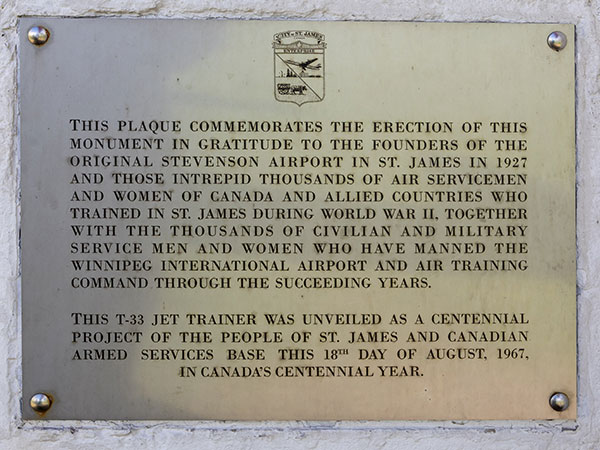 CITY OF ST. JAMES
ENTERPRISE
THIS PLAQUE COMMEMORATES THE ERECTION OF THIS
MONUMENT IN GRATITUDE TO THE FOUNDERS OF THE
ORIGINAL STEVENSON AIRPORT IN ST. JAMES IN 1927
AND THOSE INTREPID THOUSANDS OF AIR SERVICEMEN
AND WOMEN OF CANADA AND ALLIED COUNTRIES WHO
TRAINED IN ST. JAMES DURING WORLD WAR II, TOGETHER
WITH THE THOUSANDS OF CIVILIAN AND MILITARY
SERVICE MEN AND WOMEN WHO HAVE MANNED THE
WINNIPEG INTERNATIONAL AIRPORT AND AIR TRAINING
COMMAND THROUGH THE SUCCEEDING YEARS.
THIS T-33 JET TRAINER WAS UNVEILED AS A CENTENNIAL
PROJECT OF THE PEOPLE OF ST. JAMES AND CANADIAN
ARMED SERVICES BASE THIS 18TH DAY OF AUGUST, 1967,
IN CANADA'S CENTENNIAL YEAR.